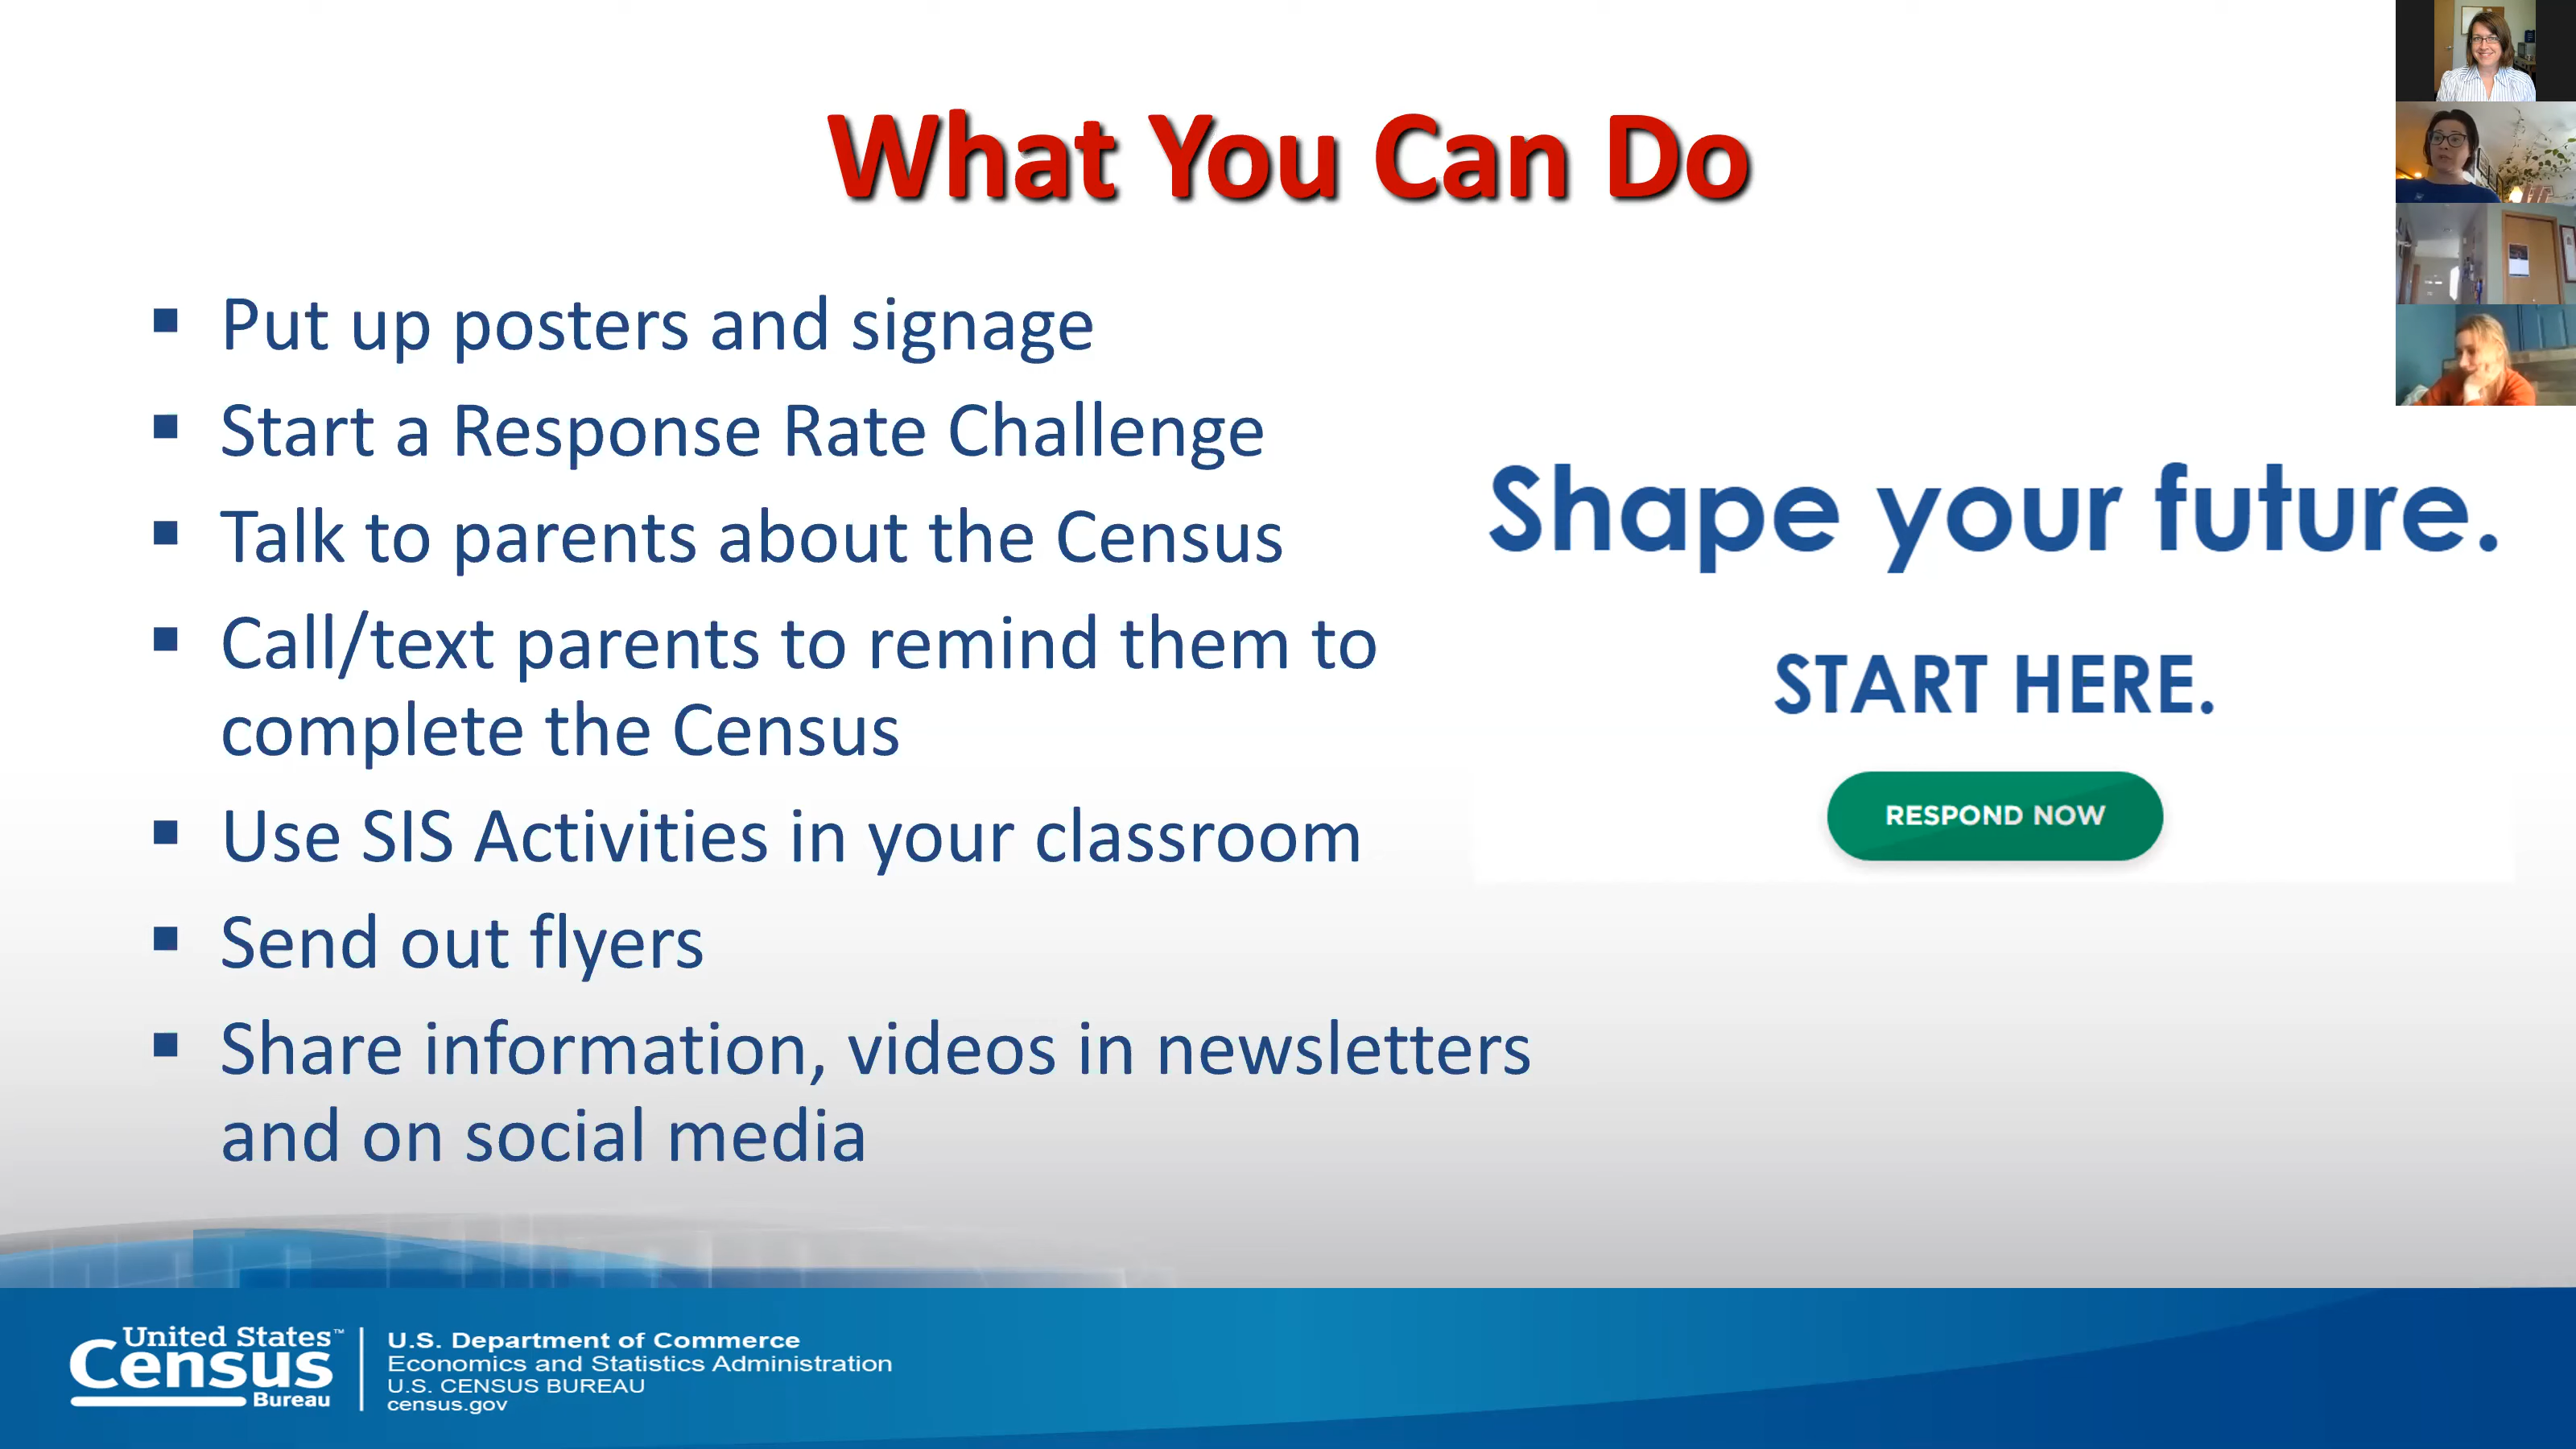 What You Can Do
▪ Put up posters and signage
▪ Start a Response Rate Challenge
▪ Talk to parents about the Census
▪ Call/text parents to remind them to
complete the Census
▪ Use SIS Activities in your classroom
▪ Send out flyers
▪ Share information, videos in newsletters
and on social media
Shape your future.
START HERE.
RESPOND NOW
United States™
Census
Bureau
U.S. Department of Commerce
Economics and Statistics Administration
U.S. CENSUS BUREAU
census.gov